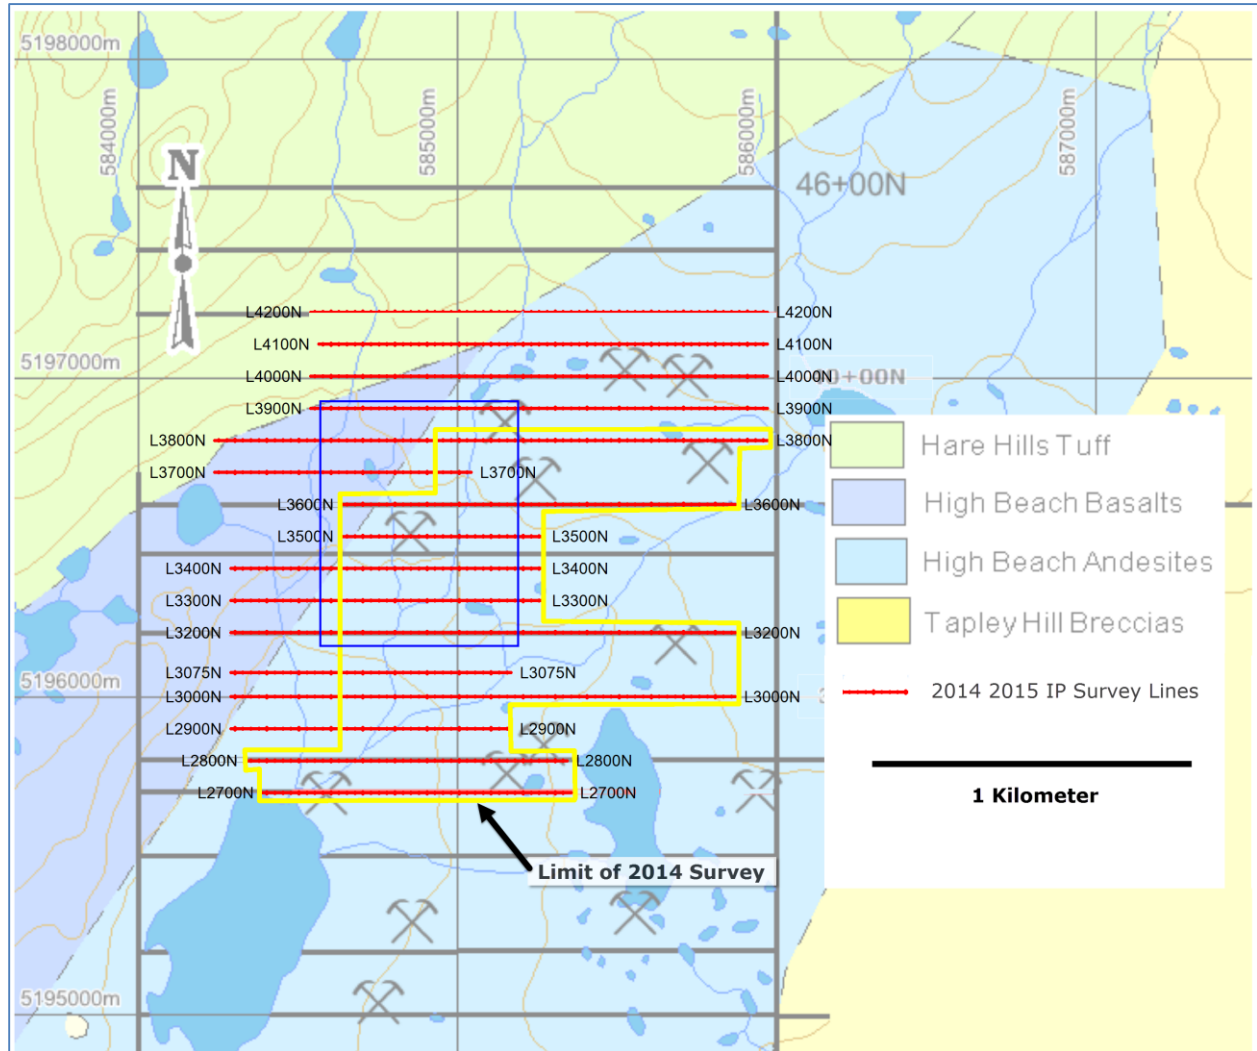 5198000m
584000m
585000m
586000m
587000m
N
46+00N
L4200N L4200N
L4100N L4100N
5197000m
L4000N L4000N
0+00N
L3900N L3900N
L3800N L3800N
L3700N L3700N
L3600N L3600N
L3500N L3500N
L3400N L3400N
L3300N L3300N
L3200N L3200N
L3075N L3075N
5196000m
L3000N L3000N
L2900N L2900N
L2800N L2800N
L2700N L2700N
Limit of 2014 Survey
5195000m
Hare Hills Tuff
High Beach Basalts
High Beach Andesites
Tapley Hill Breccias
2014 2015 IP Survey Lines
1 Kilometer